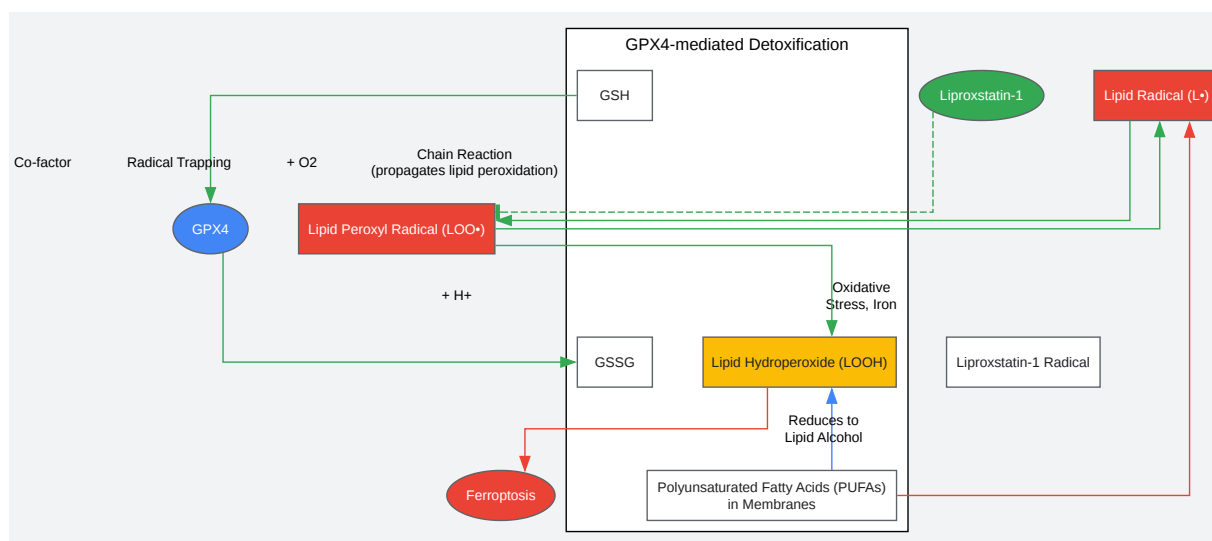 GPX4-mediated Detoxification
GSH
Liproxstatin-1
Lipid Radical (L•)
Co-factor
Radical Trapping
+ O2
Chain Reaction
(propagates lipid peroxidation)
GPX4
Lipid Peroxyl Radical (LOO•)
+ H+
Oxidative
Stress, Iron
GSSG
Lipid Hydroperoxide (LOOH)
Liproxstatin-1 Radical
Reduces to
Lipid Alcohol
Ferroptosis
Polyunsaturated Fatty Acids (PUFAs)
in Membranes